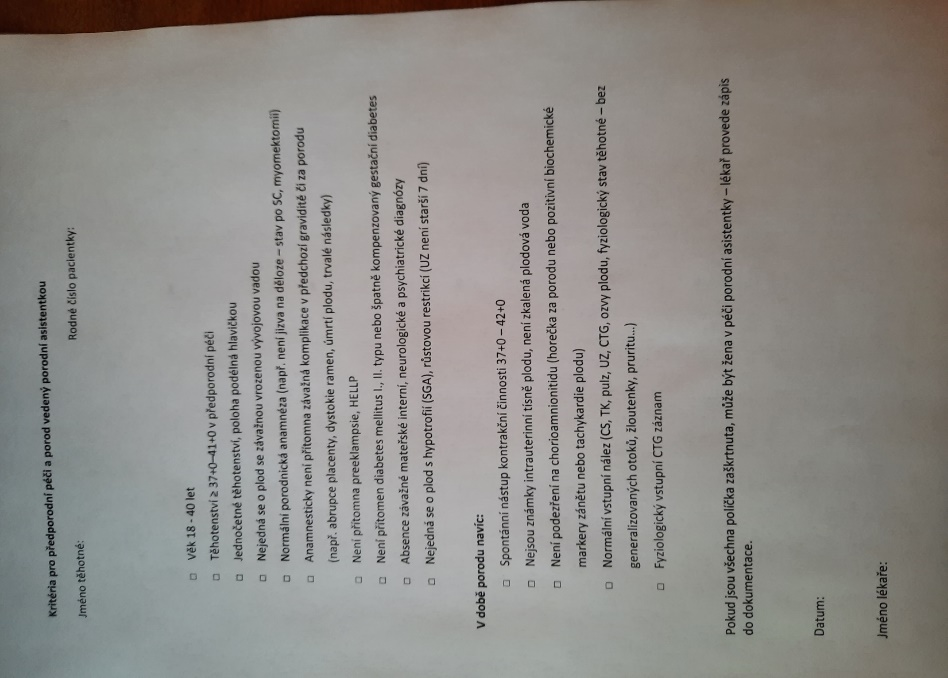 Kritéria pro předporodní péči a porod vedený porodní asistentkou
Jméno těhotné: Rodné číslo pacientky:
□ Věk 18 - 40 let
□ Těhotenství ≥ 37+0–41+0 v předporodní péči
□ Jednočetné těhotenství, poloha podélná hlavičkou
□ Nejedná se o plod se závažnou vrozenou vývojovou vadou
□ Normální porodnická anamnéza (např. není jizva na děloze – stav po SC, myomektomii)
□ Anamnesticky není přítomna závažná komplikace v předchozí graviditě či za porodu
(např. abrupce placenty, dystokie ramen, úmrtí plodu, trvalé následky)
□ Není přítomna preeklampsie, HELLP
□ Není přítomen diabetes mellitus I., II. typu nebo špatně kompenzovaný gestační diabetes
□ Absence závažné mateřské interní, neurologické a psychiatrické diagnózy
□ Nejedná se o plod s hypotrofií (SGA), růstovou restrikcí (UZ není starší 7 dní)
V době porodu navíc:
□ Spontánní nástup kontrakční činnosti 37+0 – 42+0
□ Nejsou známky intrauterinní tísně plodu, není zkalená plodová voda
□ Není podezření na chorioamnionitidu (horečka za porodu nebo pozitivní biochemické
markery zánětu nebo tachykardie plodu)
□ Normální vstupní nález (CS, TK, pulz, UZ, CTG, ozvy plodu, fyziologický stav těhotné – bez
generalizovaných otoků, žloutenky, pruritu...)
□ Fyziologický vstupní CTG záznam
Pokud jsou všechna políčka zaškrtnuta, může být žena v péči porodní asistentky – lékař provede zápis
do dokumentace.
Datum:
Jméno lékaře: